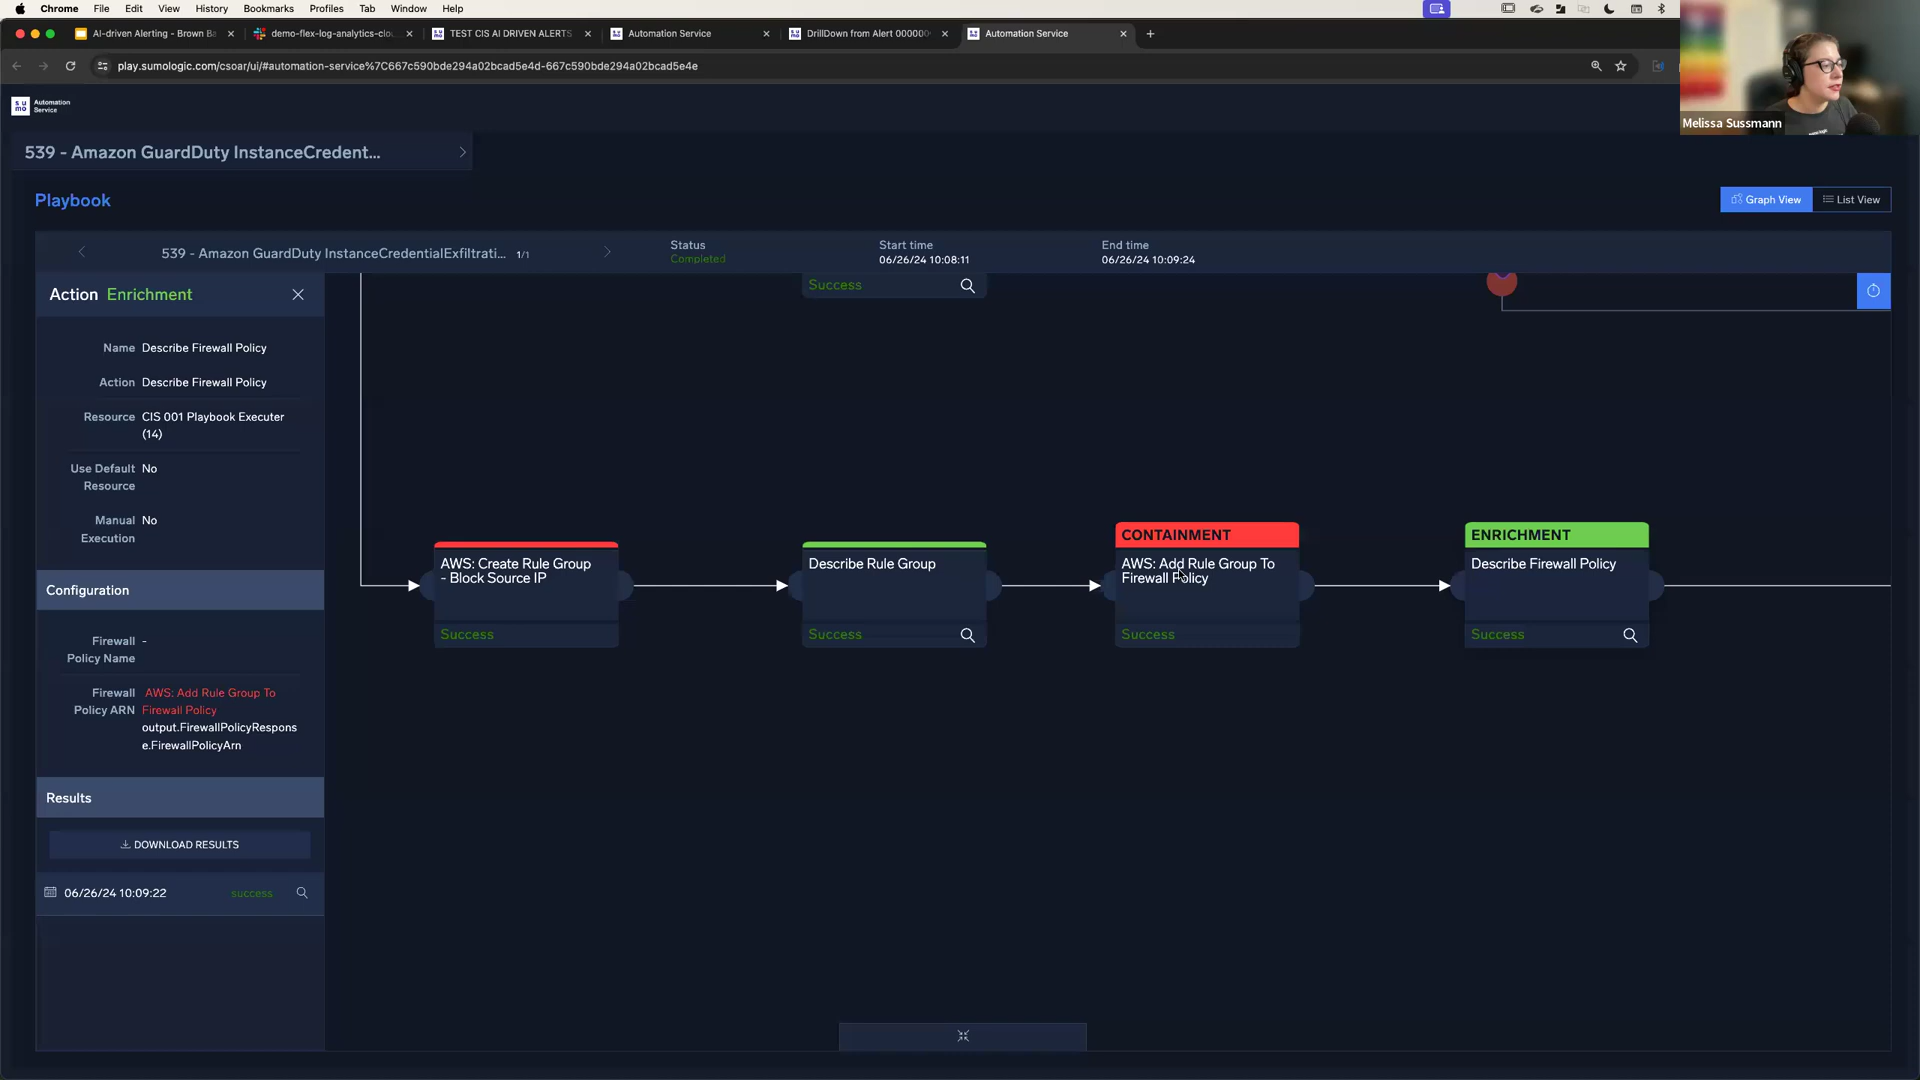 Chrome File Edit View History Bookmarks Profiles Tab Window Help
AI-driven Alerting - Brown Ba
demo-flex-log-analytics-clou
TEST CIS AI DRIVEN ALERTS
Automation Service
DrillDown from Alert 000000
Automation Service
play.sumologic.com/csoar/ui/#automation-service%7C667c590bde294a02bcad5e4d-667c590bde294a02bcad5e4e
su
mo
Automation
Service
Melissa Sussmann
539 - Amazon GuardDuty InstanceCredent...
Playbook
Graph View
List View
539 - Amazon GuardDuty InstanceCredentialExfiltrati... 1/1
Status
Completed
Start time
06/26/24 10:08:11
End time
06/26/24 10:09:24
Action Enrichment
Name Describe Firewall Policy
Action Describe Firewall Policy
Resource CIS 001 Playbook Executer
(14)
Use Default No
Resource
Manual No
Execution
Configuration
Firewall -
Policy Name
Firewall AWS: Add Rule Group To
Policy ARN Firewall Policy
output.FirewallPolicyRespons
e.FirewallPolicyArn
Results
DOWNLOAD RESULTS
06/26/24 10:09:22 success
Success
AWS: Create Rule Group
- Block Source IP
Success
Describe Rule Group
Success
CONTAINMENT
AWS: Add Rule Group To
Firewall Policy
Success
ENRICHMENT
Describe Firewall Policy
Success